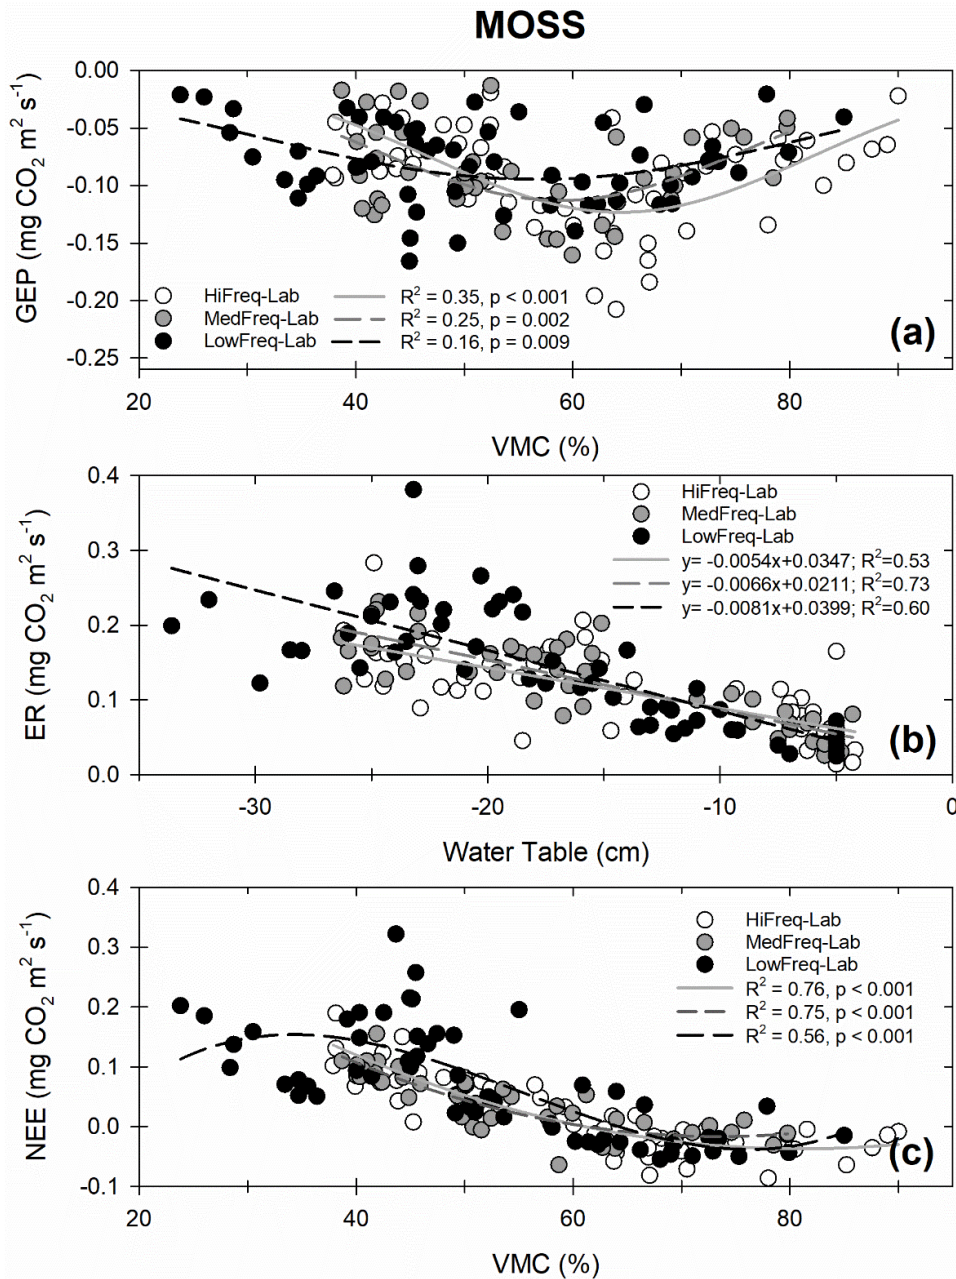 MOSS
0.00
-0.05
-0.10
-0.15
-0.20
-0.25
GEP (mg CO2 m2 s-1)
HiFreq-Lab
R2 = 0.35, p < 0.001
MedFreq-Lab
R2 = 0.25, p = 0.002
LowFreq-Lab
R2 = 0.16, p = 0.009
(a)
20 40 60 80
VMC (%)
0.4
0.3
0.2
0.1
0.0
ER (mg CO2 m2 s-1)
HiFreq-Lab
MedFreq-Lab
LowFreq-Lab
y= -0.0054x+0.0347; R2=0.53
y= -0.0066x+0.0211; R2=0.73
y= -0.0081x+0.0399; R2=0.60
(b)
-30 -20 -10 0
Water Table (cm)
0.4
0.3
0.2
0.1
0.0
-0.1
NEE (mg CO2 m2 s-1)
HiFreq-Lab
MedFreq-Lab
LowFreq-Lab
R2 = 0.76, p < 0.001
R2 = 0.75, p < 0.001
R2 = 0.56, p < 0.001
(c)
20 40 60 80
VMC (%)